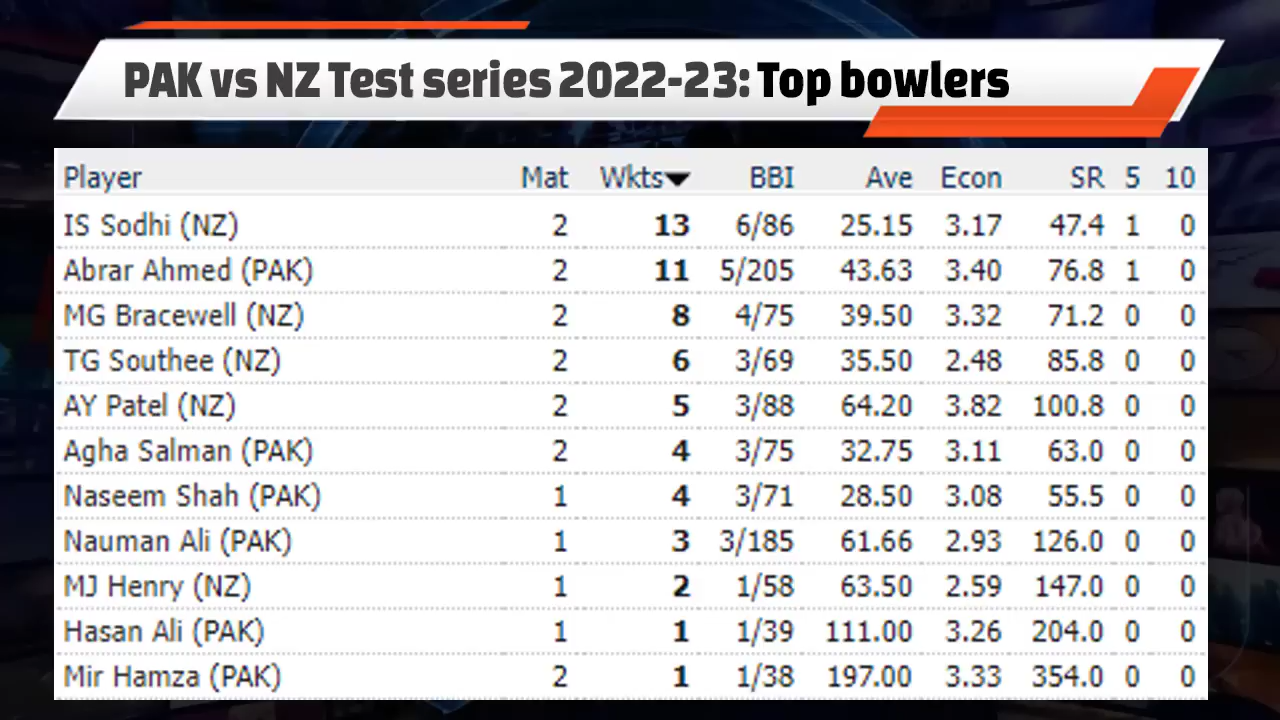 PAK vs NZ Test series 2022-23: Top bowlers
Player Mat Wkts▼ BBI Ave Econ SR 5 10
IS Sodhi (NZ) 2 13 6/86 25.15 3.17 47.4 1 0
Abrar Ahmed (PAK) 2 11 5/205 43.63 3.40 76.8 1 0
MG Bracewell (NZ) 2 8 4/75 39.50 3.32 71.2 0 0
TG Southee (NZ) 2 6 3/69 35.50 2.48 85.8 0 0
AY Patel (NZ) 2 5 3/88 64.20 3.82 100.8 0 0
Agha Salman (PAK) 2 4 3/75 32.75 3.11 63.0 0 0
Naseem Shah (PAK) 1 4 3/71 28.50 3.08 55.5 0 0
Nauman Ali (PAK) 1 3 3/185 61.66 2.93 126.0 0 0
MJ Henry (NZ) 1 2 1/58 63.50 2.59 147.0 0 0
Hasan Ali (PAK) 1 1 1/39 111.00 3.26 204.0 0 0
Mir Hamza (PAK) 2 1 1/38 197.00 3.33 354.0 0 0